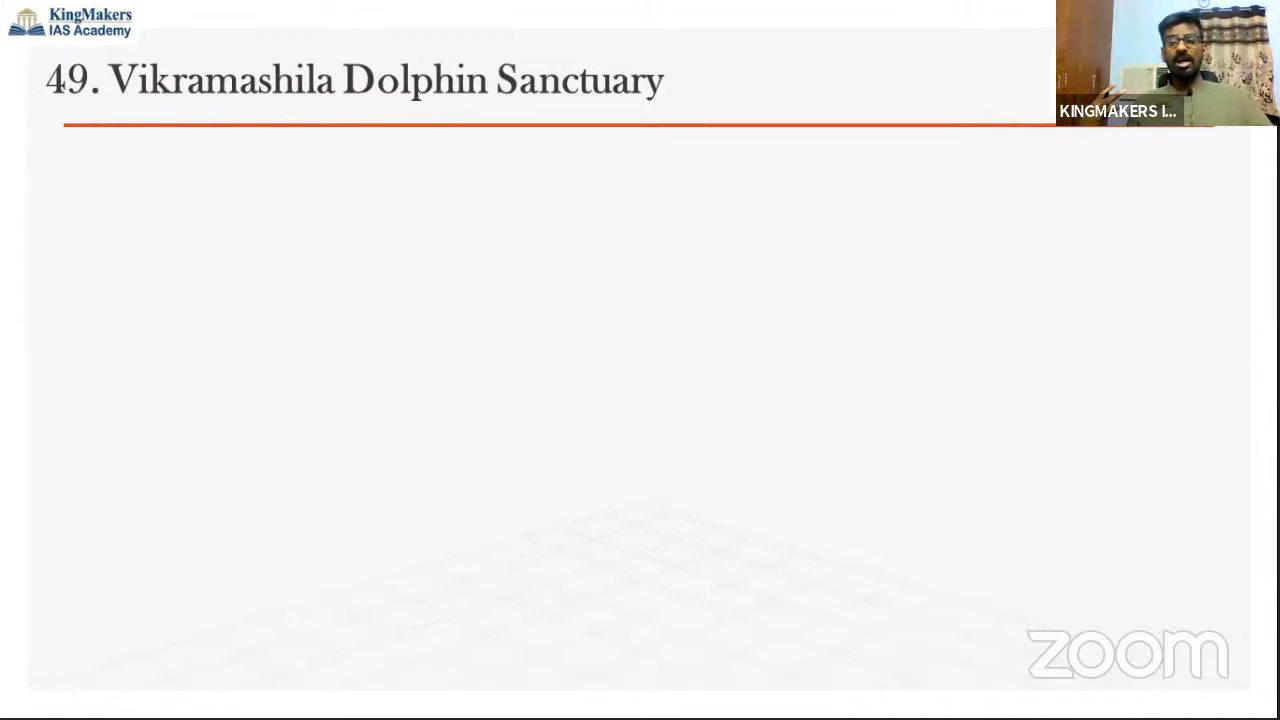 KingMakers
IAS Academy
49. Vikramashila Dolphin Sanctuary
KINGMAKERS I...
zoom